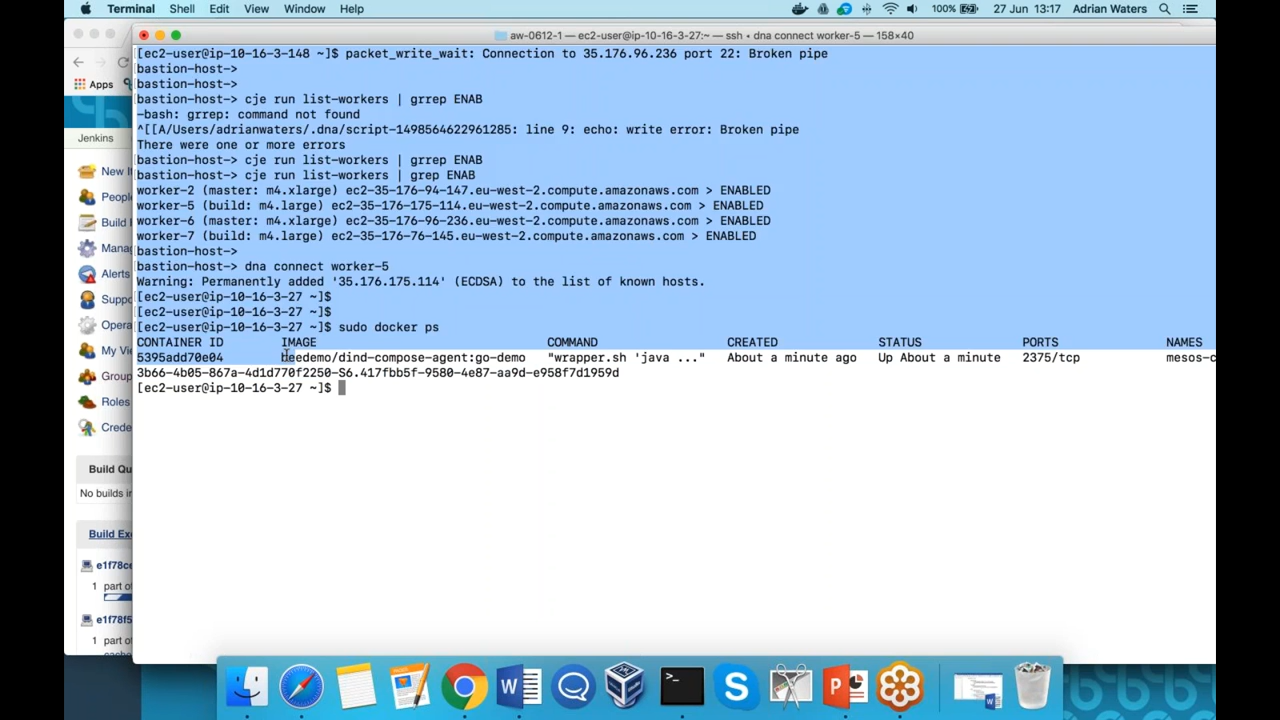 Terminal Shell Edit View Window Help 100% 27 Jun 13:17 Adrian Waters
aw-0612-1 — ec2-user@ip-10-16-3-27:~ — ssh • dna connect worker-5 — 158×40
[ec2-user@ip-10-16-3-148 ~]$ packet_write_wait: Connection to 35.176.96.236 port 22: Broken pipe
bastion-host>
bastion-host>
bastion-host> cje run list-workers | grrep ENAB
-bash: grrep: command not found
^[[A/Users/adrianwaters/.dna/script-1498564622961285: line 9: echo: write error: Broken pipe
There were one or more errors
bastion-host> cje run list-workers | grrep ENAB
bastion-host> cje run list-workers | grep ENAB
worker-2 (master: m4.xlarge) ec2-35-176-94-147.eu-west-2.compute.amazonaws.com > ENABLED
worker-5 (build: m4.large) ec2-35-176-175-114.eu-west-2.compute.amazonaws.com > ENABLED
worker-6 (master: m4.xlarge) ec2-35-176-96-236.eu-west-2.compute.amazonaws.com > ENABLED
worker-7 (build: m4.large) ec2-35-176-76-145.eu-west-2.compute.amazonaws.com > ENABLED
bastion-host>
bastion-host> dna connect worker-5
Warning: Permanently added '35.176.175.114' (ECDSA) to the list of known hosts.
[ec2-user@ip-10-16-3-27 ~]$
[ec2-user@ip-10-16-3-27 ~]$
[ec2-user@ip-10-16-3-27 ~]$ sudo docker ps
CONTAINER ID IMAGE COMMAND CREATED STATUS PORTS NAMES
5395add70e04 beedemo/dind-compose-agent:go-demo "wrapper.sh 'java ..." About a minute ago Up About a minute 2375/tcp mesos-c
3b66-4b05-867a-4d1d770f2250-S6.417fbb5f-9580-4e87-aa9d-e958f7d1959d
[ec2-user@ip-10-16-3-27 ~]$
Apps
Jenkins
New It
People
Build
Mana
Alerts
Suppo
Opera
My Vi
Group
Roles
Crede
Build Qu
No builds in
Build Exe
e1f78ce
1 part of
e1f78f5
1 part of